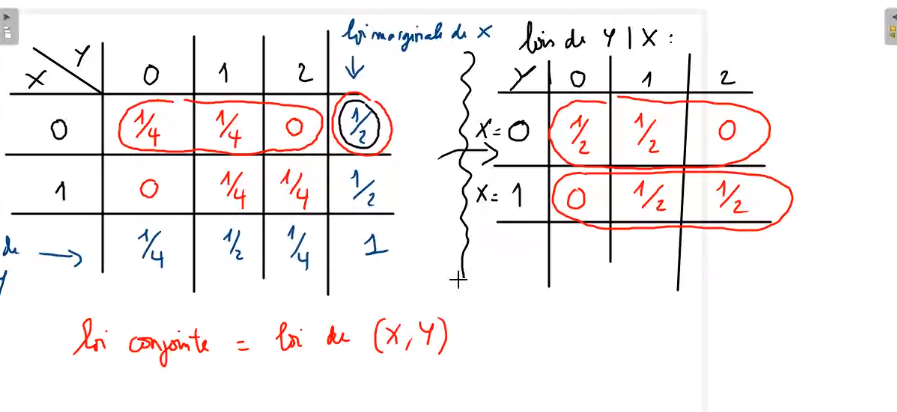 loi marginale de X
lois de Y | X :
X Y 0 1 2
0 1/4 1/4 0 1/2
1 0 1/4 1/4 1/2
de Y → 1/4 1/2 1/4 1
Y 0 1 2
X = 0 1/2 1/2 0
X = 1 0 1/2 1/2
loi conjointe = loi de (X, Y)